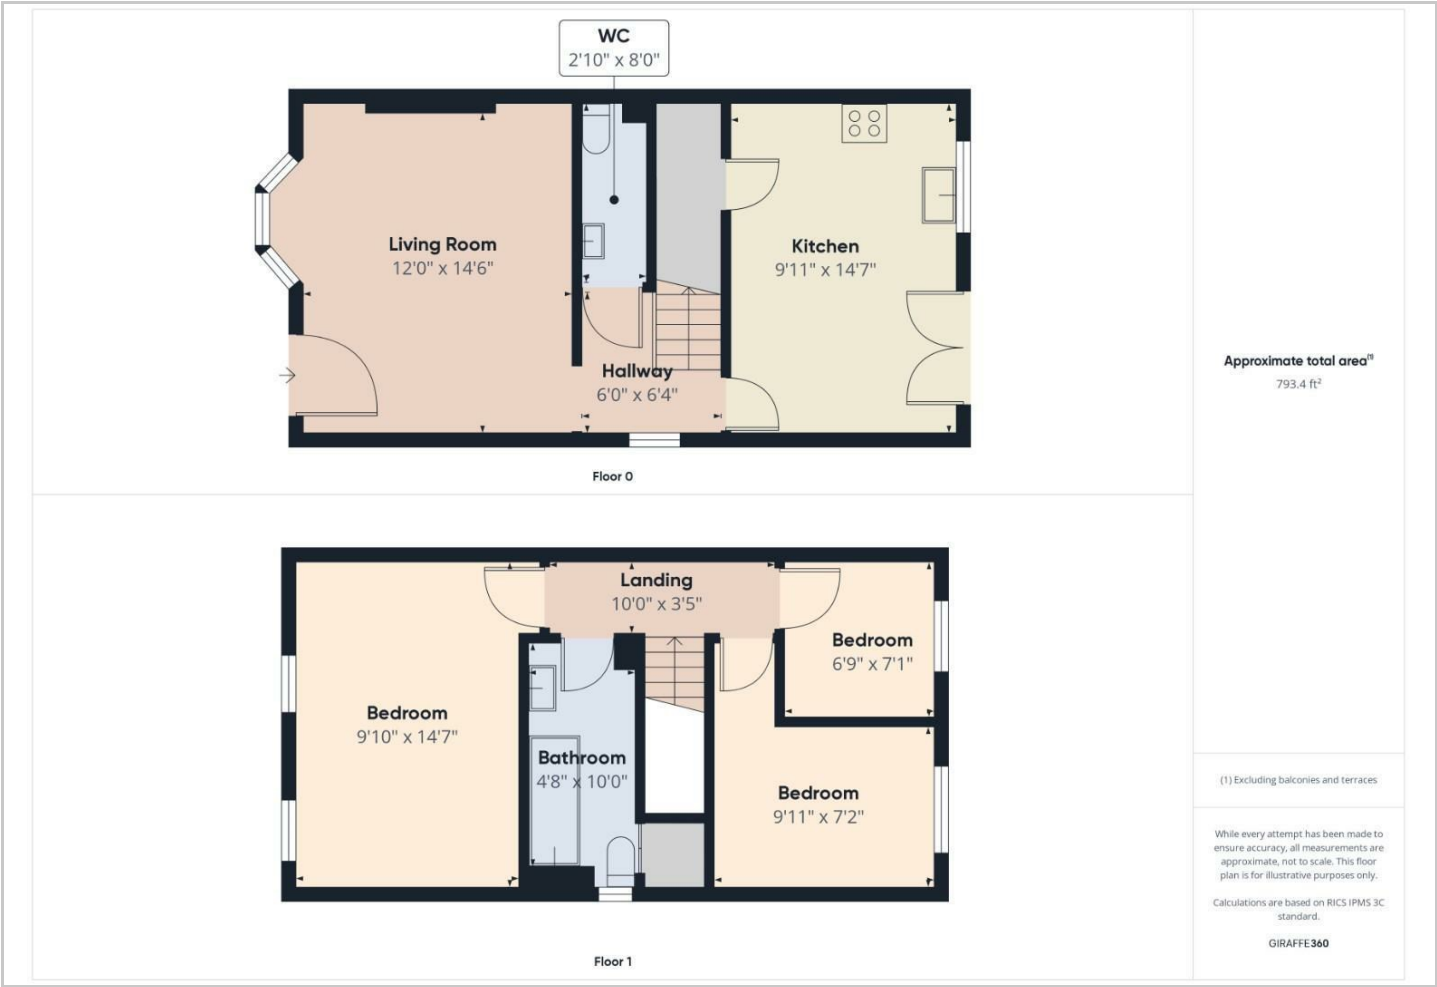 WC
2'10" x 8'0"
Living Room
12'0" x 14'6"
Kitchen
9'11" x 14'7"
Hallway
6'0" x 6'4"
Floor 0
Landing
10'0" x 3'5"
Bedroom
6'9" x 7'1"
Bedroom
9'10" x 14'7"
Bathroom
4'8" x 10'0"
Bedroom
9'11" x 7'2"
Floor 1
Approximate total area(1)
793.4 ft²
(1) Excluding balconies and terraces
While every attempt has been made to
ensure accuracy, all measurements are
approximate, not to scale. This floor
plan is for illustrative purposes only.
Calculations are based on RICS IPMS 3C
standard.
GIRAFFE360